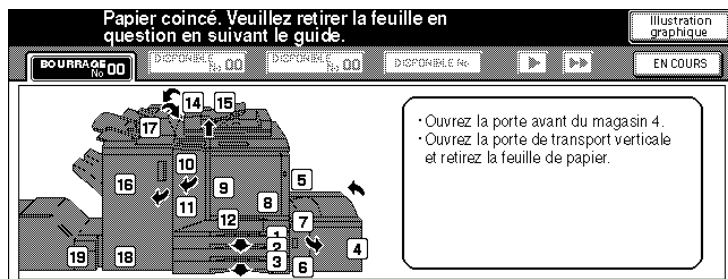 Papier coincé. Veuillez retirer la feuille en
question en suivant le guide.
Illustration
graphique
BOURRAGE
No 00
DISPONIBLE
No 00
DISPONIBLE
No 00
DISPONIBLE No
EN COURS
14 15
17
10
16
9
5
11
8
12
7
1
2
4
3
19 18
6
・Ouvrez la porte avant du magasin 4.
・Ouvrez la porte de transport verticale
et retirez la feuille de papier.